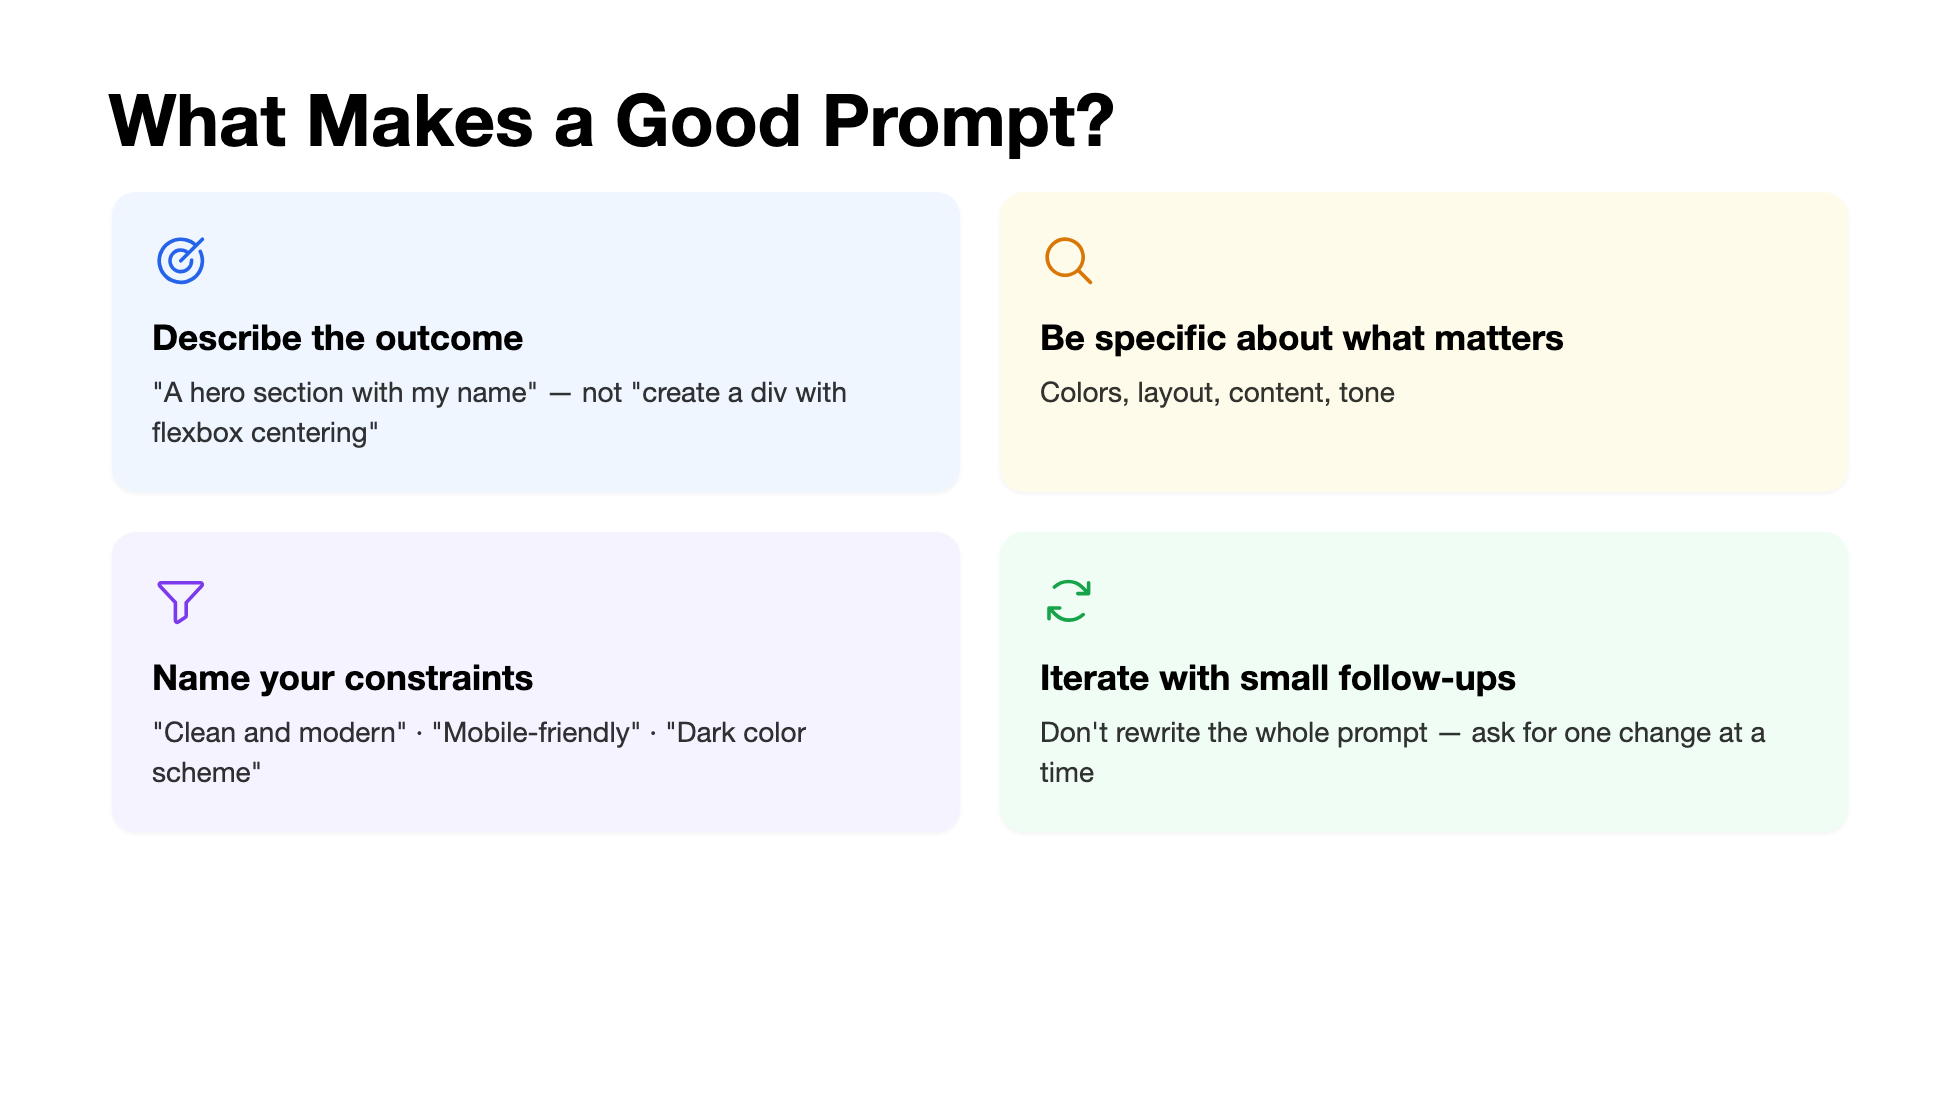 What Makes a Good Prompt?
Describe the outcome
"A hero section with my name" — not "create a div with
flexbox centering"
Be specific about what matters
Colors, layout, content, tone
Name your constraints
"Clean and modern" · "Mobile-friendly" · "Dark color
scheme"
Iterate with small follow-ups
Don't rewrite the whole prompt — ask for one change at a
time